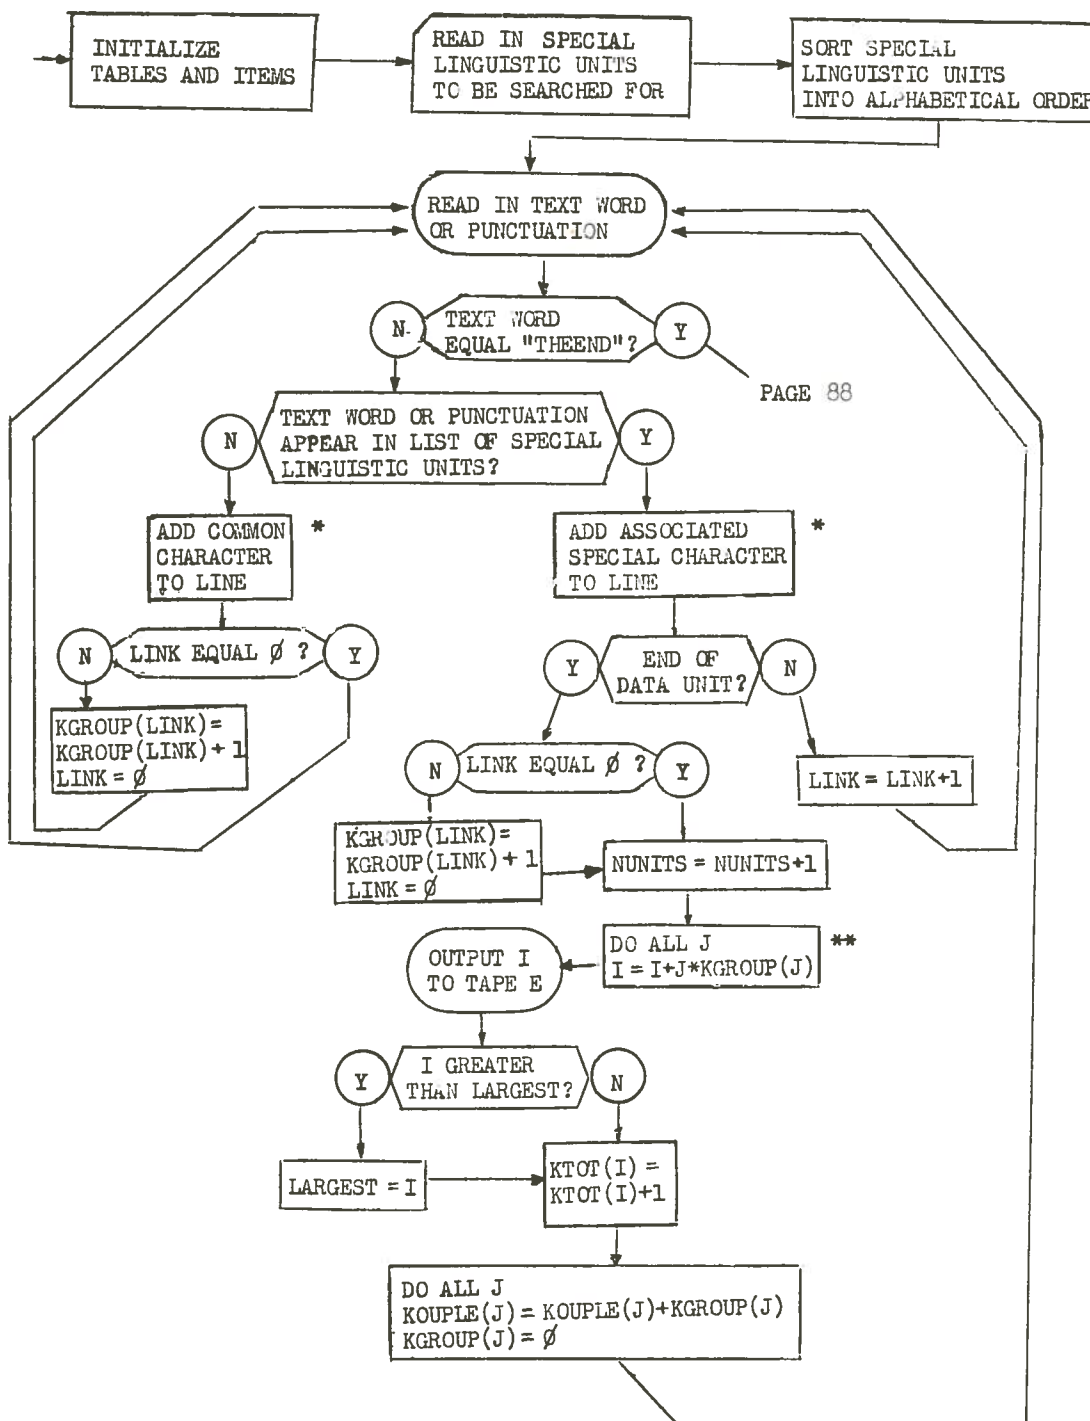 INITIALIZE
TABLES AND ITEMS
READ IN SPECIAL
LINGUISTIC UNITS
TO BE SEARCHED FOR
SORT SPECIAL
LINGUISTIC UNITS
INTO ALPHABETICAL ORDER
READ IN TEXT WORD
OR PUNCTUATION
N
TEXT WORD
EQUAL "THEEND"?
Y
PAGE 88
N
TEXT WORD OR PUNCTUATION
APPEAR IN LIST OF SPECIAL
LINGUISTIC UNITS?
Y
ADD COMMON
CHARACTER
TO LINE
*
ADD ASSOCIATED
SPECIAL CHARACTER
TO LINE
*
N
LINK EQUAL Ø ?
Y
Y
END OF
DATA UNIT?
N
KGROUP(LINK)=
KGROUP(LINK)+1
LINK=Ø
N
LINK EQUAL Ø ?
Y
LINK=LINK+1
KGROUP(LINK)=
KGROUP(LINK)+1
LINK=Ø
NUNITS=NUNITS+1
DO ALL J
I=I+J*KGROUP(J)
**
OUTPUT I
TO TAPE E
Y
I GREATER
THAN LARGEST?
N
LARGEST=I
KTOT(I)=
KTOT(I)+1
DO ALL J
KOUPLE(J)=KOUPLE(J)+KGROUP(J)
KGROUP(J)=Ø